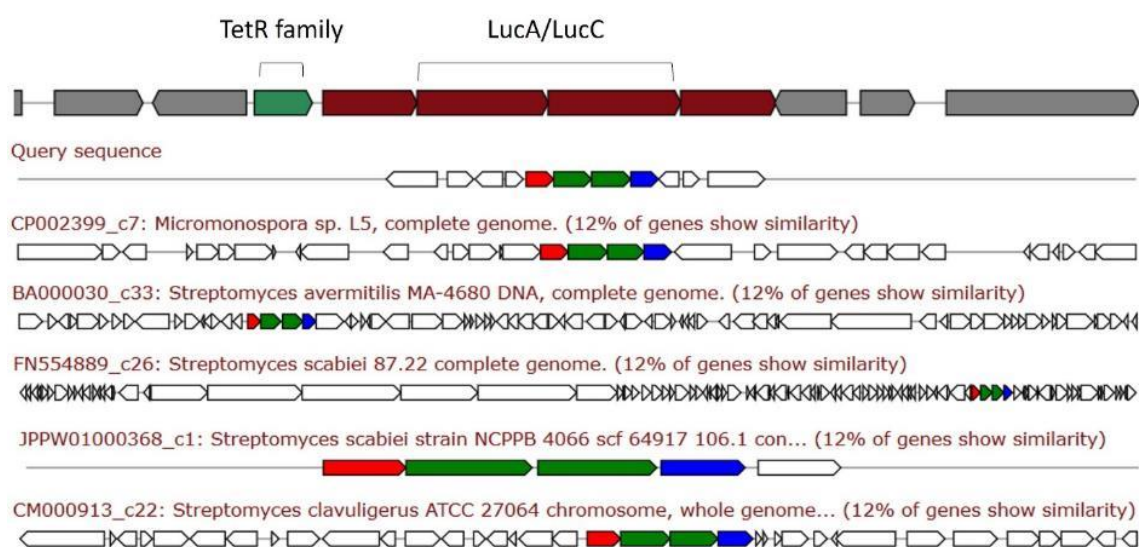 TetR family LucA/LucC
Query sequence
CP002399_c7: Micromonospora sp. L5, complete genome. (12% of genes show similarity)
BA000030_c33: Streptomyces avermitilis MA-4680 DNA, complete genome. (12% of genes show similarity)
FN554889_c26: Streptomyces scabiei 87.22 complete genome. (12% of genes show similarity)
JPPW01000368_c1: Streptomyces scabiei strain NCPPB 4066 scf 64917 106.1 con... (12% of genes show similarity)
CM000913_c22: Streptomyces clavuligerus ATCC 27064 chromosome, whole genome... (12% of genes show similarity)